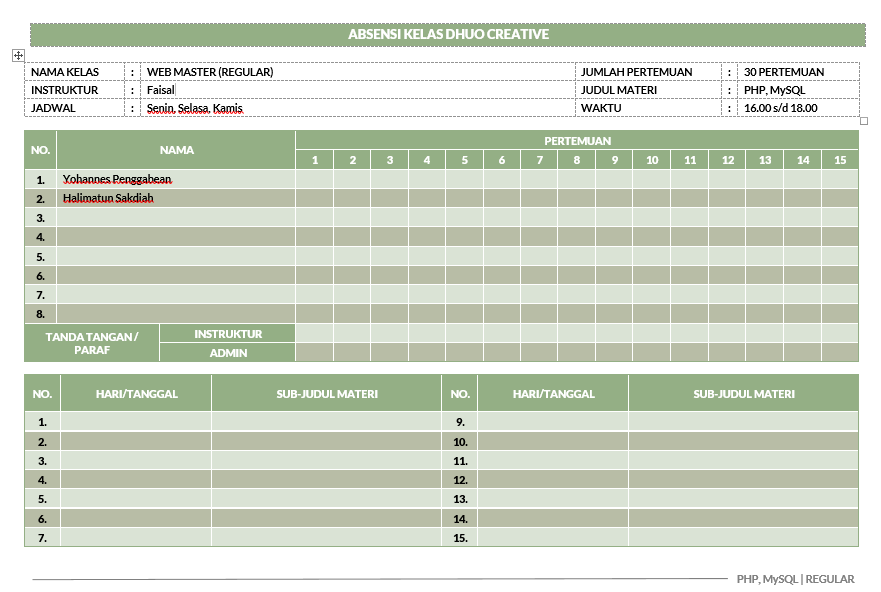 ABSENSI KELAS DHUO CREATIVE
NAMA KELAS : WEB MASTER (REGULAR) JUMLAH PERTEMUAN : 30 PERTEMUAN
INSTRUKTUR : Faisal JUDUL MATERI : PHP, MySQL
JADWAL : Senin, Selasa, Kamis WAKTU : 16.00 s/d 18.00
NO. NAMA PERTEMUAN
1 2 3 4 5 6 7 8 9 10 11 12 13 14 15
1. Yohannes Penggabean
2. Halimatun Sakdiah
3.
4.
5.
6.
7.
8.
TANDA TANGAN / PARAF INSTRUKTUR
ADMIN
NO. HARI/TANGGAL SUB-JUDUL MATERI NO. HARI/TANGGAL SUB-JUDUL MATERI
1. 9.
2. 10.
3. 11.
4. 12.
5. 13.
6. 14.
7. 15.
PHP, MySQL | REGULAR